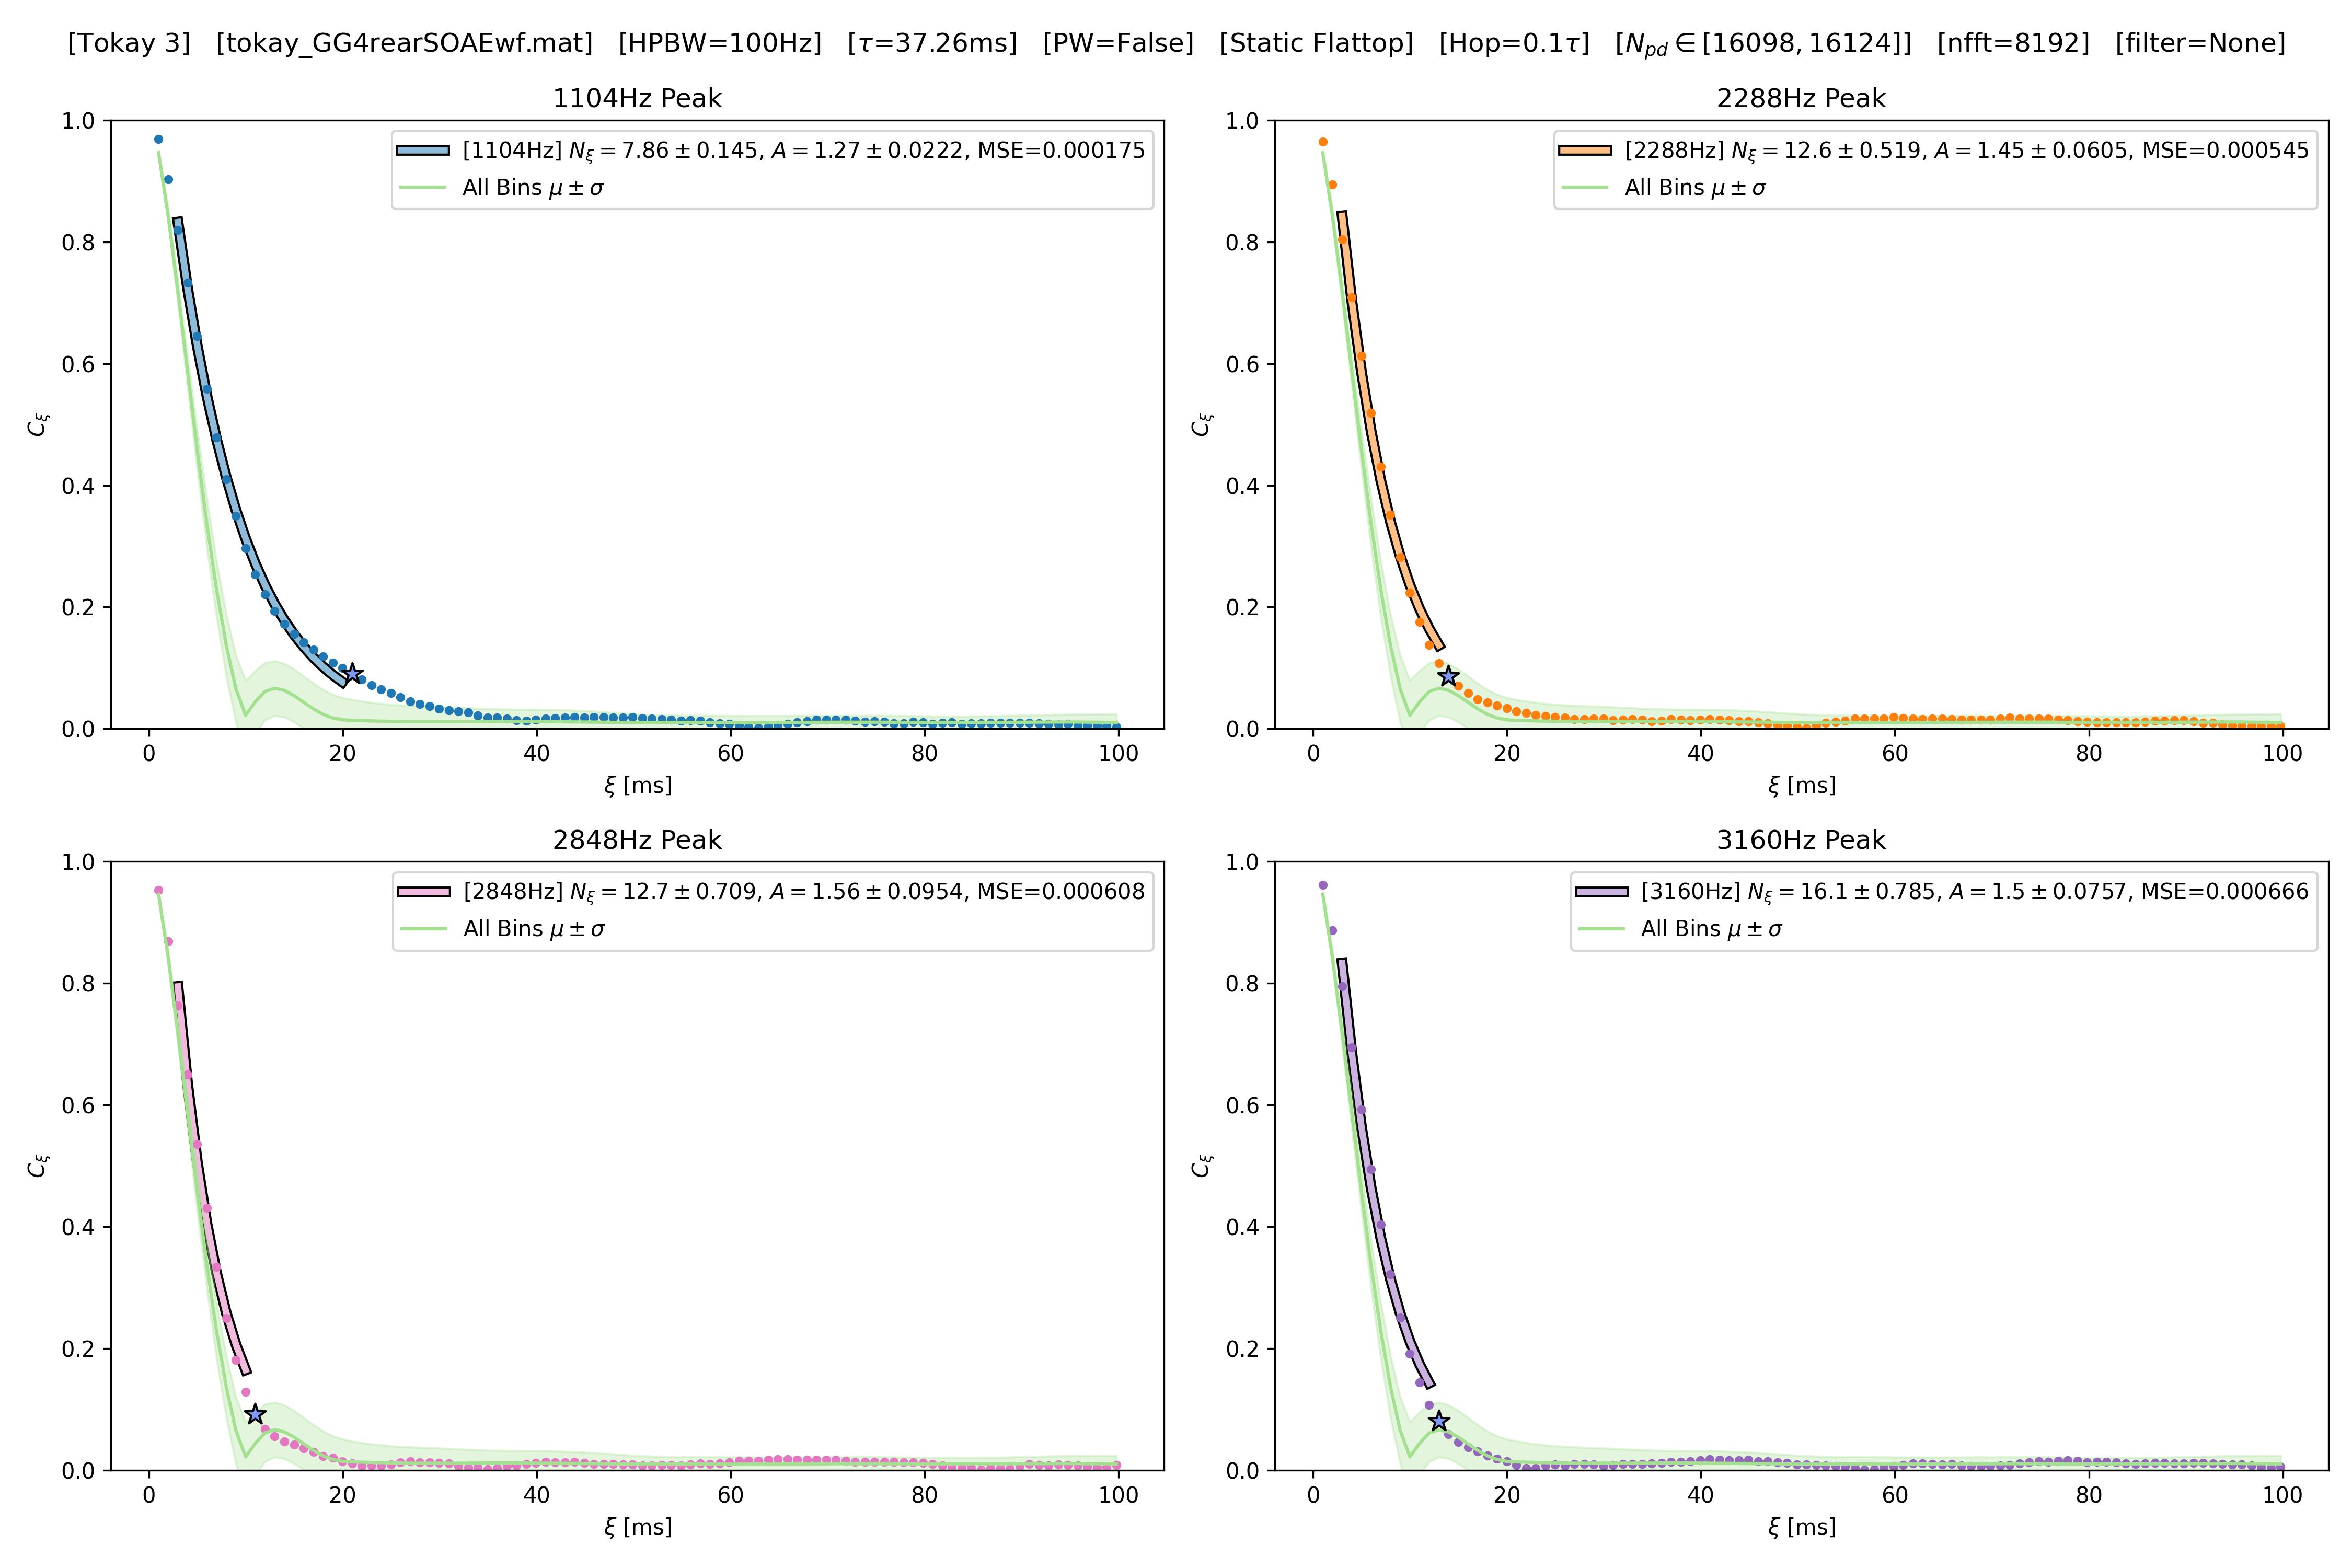 [Tokay 3] [tokay_GG4rearSOAEwf.mat] [HPBW=100Hz] [τ=37.26ms] [PW=False] [Static Flattop] [Hop=0.1τ] [N_pd ∈ [16098, 16124]] [nfft=8192] [filter=None]
1104Hz Peak
[1104Hz] N_ξ = 7.86 ± 0.145, A = 1.27 ± 0.0222, MSE=0.000175
All Bins μ ± σ
1.0
0.8
0.6
0.4
0.2
0.0
C_ξ
0 20 40 60 80 100
ξ [ms]
2288Hz Peak
[2288Hz] N_ξ = 12.6 ± 0.519, A = 1.45 ± 0.0605, MSE=0.000545
All Bins μ ± σ
1.0
0.8
0.6
0.4
0.2
0.0
C_ξ
0 20 40 60 80 100
ξ [ms]
2848Hz Peak
[2848Hz] N_ξ = 12.7 ± 0.709, A = 1.56 ± 0.0954, MSE=0.000608
All Bins μ ± σ
1.0
0.8
0.6
0.4
0.2
0.0
C_ξ
0 20 40 60 80 100
ξ [ms]
3160Hz Peak
[3160Hz] N_ξ = 16.1 ± 0.785, A = 1.5 ± 0.0757, MSE=0.000666
All Bins μ ± σ
1.0
0.8
0.6
0.4
0.2
0.0
C_ξ
0 20 40 60 80 100
ξ [ms]